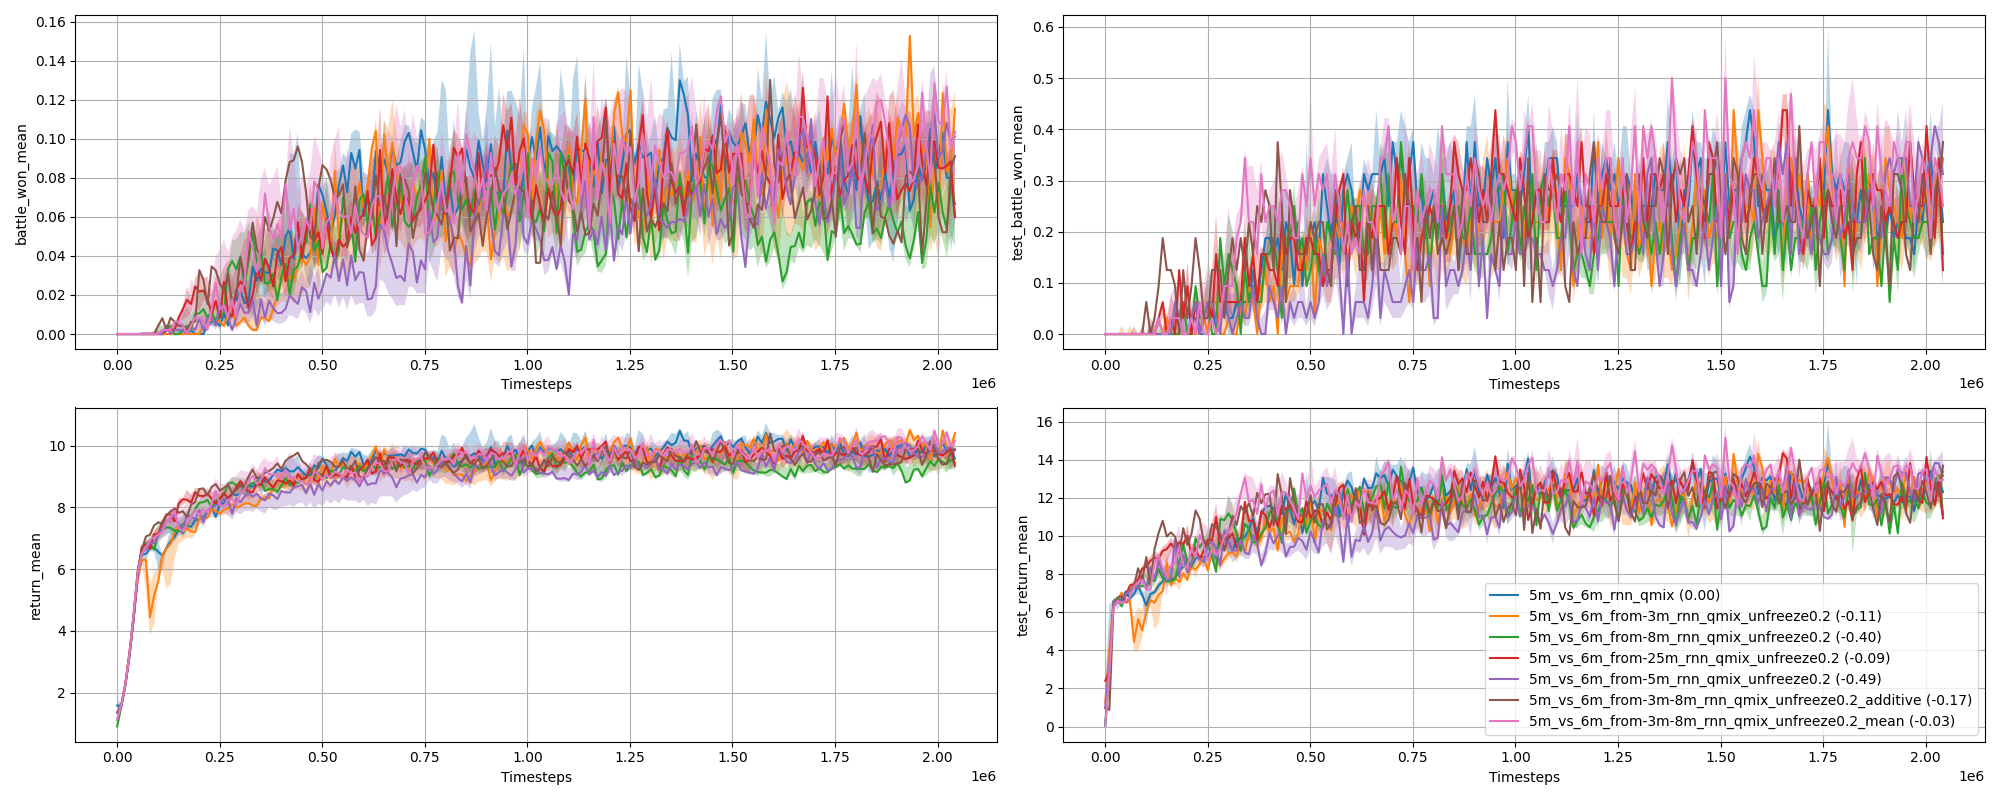 0.16
0.14
0.12
0.10
0.08
0.06
0.04
0.02
0.00
battle_won_mean
0.00 0.25 0.50 0.75 1.00 1.25 1.50 1.75 2.00
Timesteps
1e6
0.6
0.5
0.4
0.3
0.2
0.1
0.0
test_battle_won_mean
0.00 0.25 0.50 0.75 1.00 1.25 1.50 1.75 2.00
Timesteps
1e6
10
8
6
4
2
return_mean
0.00 0.25 0.50 0.75 1.00 1.25 1.50 1.75 2.00
Timesteps
1e6
16
14
12
10
8
6
4
2
0
test_return_mean
5m_vs_6m_rnn_qmix (0.00)
5m_vs_6m_from-3m_rnn_qmix_unfreeze0.2 (-0.11)
5m_vs_6m_from-8m_rnn_qmix_unfreeze0.2 (-0.40)
5m_vs_6m_from-25m_rnn_qmix_unfreeze0.2 (-0.09)
5m_vs_6m_from-5m_rnn_qmix_unfreeze0.2 (-0.49)
5m_vs_6m_from-3m-8m_rnn_qmix_unfreeze0.2_additive (-0.17)
5m_vs_6m_from-3m-8m_rnn_qmix_unfreeze0.2_mean (-0.03)
0.00 0.25 0.50 0.75 1.00 1.25 1.50 1.75 2.00
Timesteps
1e6